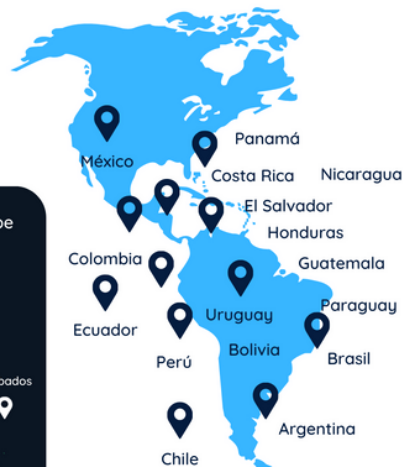 Panamá
México
Costa Rica
Nicaragua
El Salvador
Honduras
Colombia
Guatemala
Paraguay
Uruguay
Ecuador
Bolivia
Brasil
Perú
Argentina
Chile